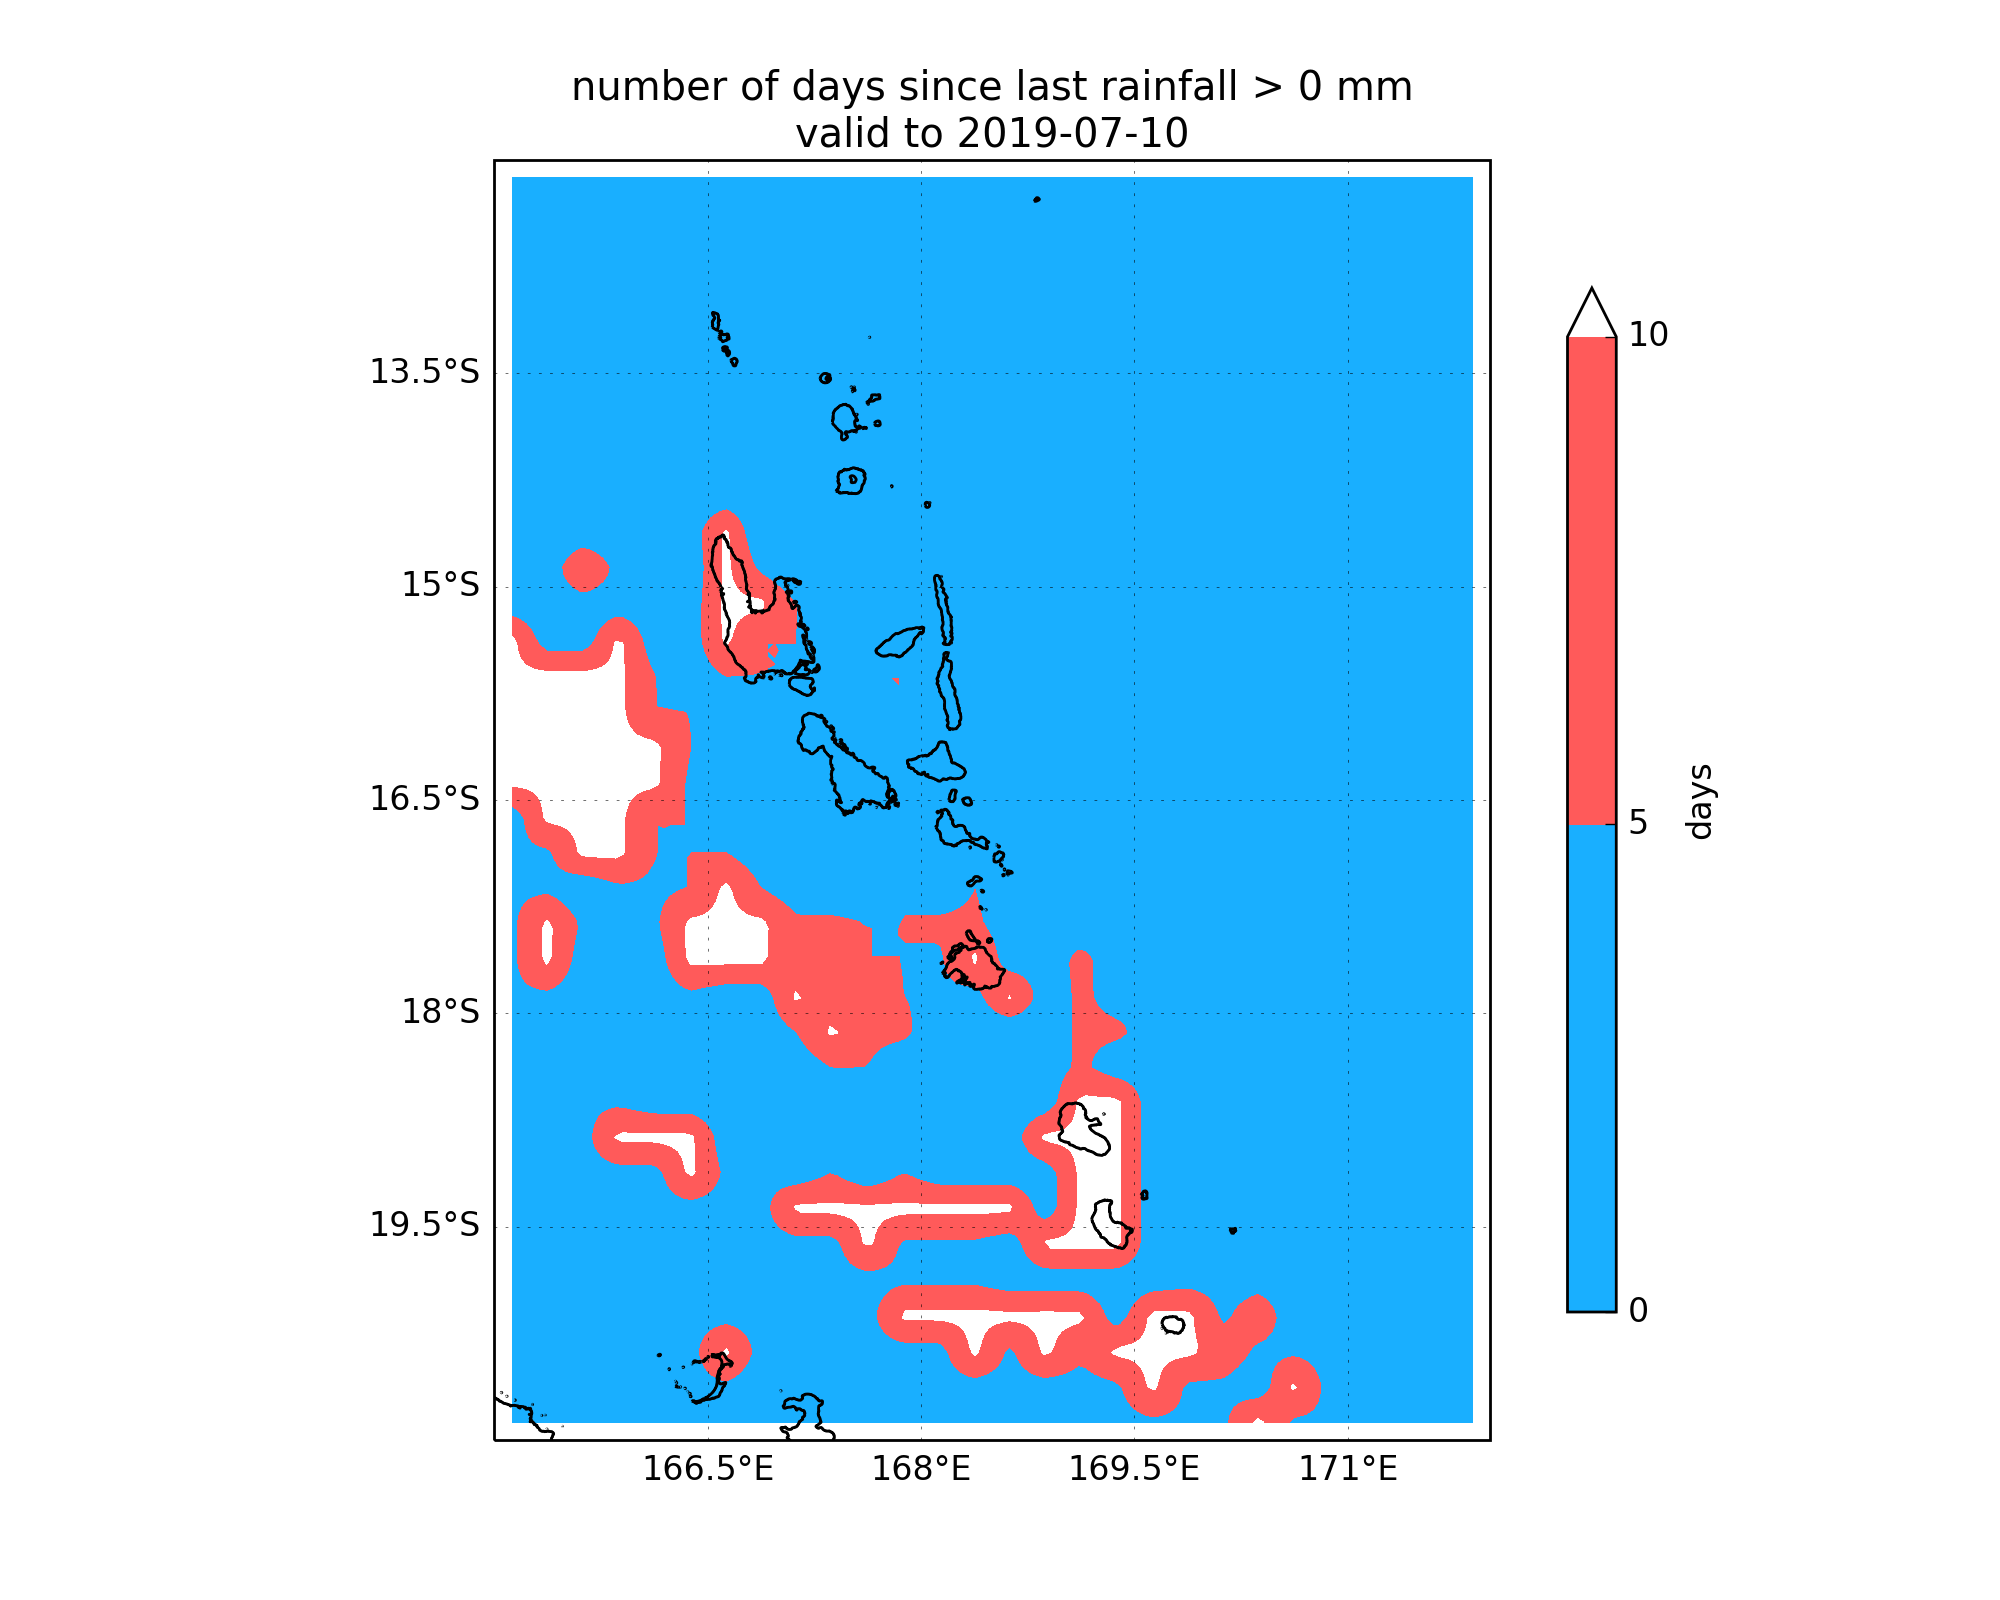 number of days since last rainfall > 0 mm
valid to 2019-07-10
13.5°S
15°S
16.5°S
18°S
19.5°S
166.5°E
168°E
169.5°E
171°E
10
5
0
days